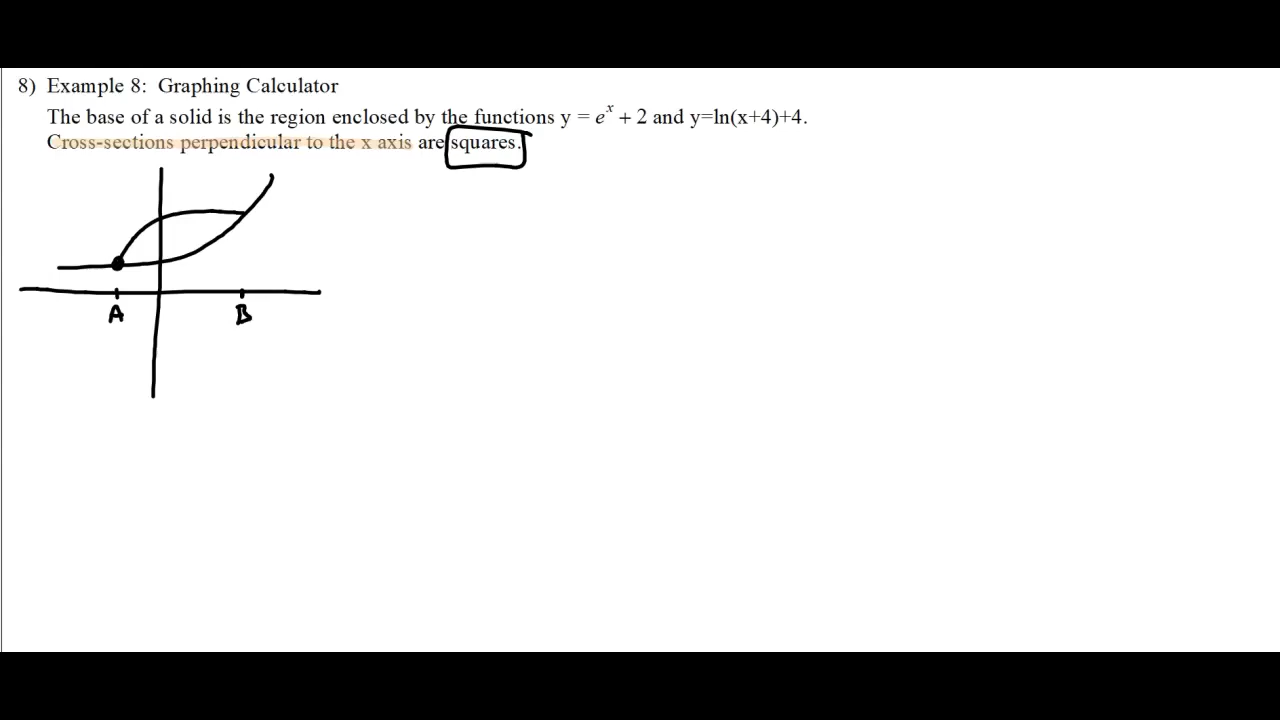 8) Example 8: Graphing Calculator
The base of a solid is the region enclosed by the functions y = eˣ + 2 and y=ln(x+4)+4.
Cross-sections perpendicular to the x axis are squares.
A B